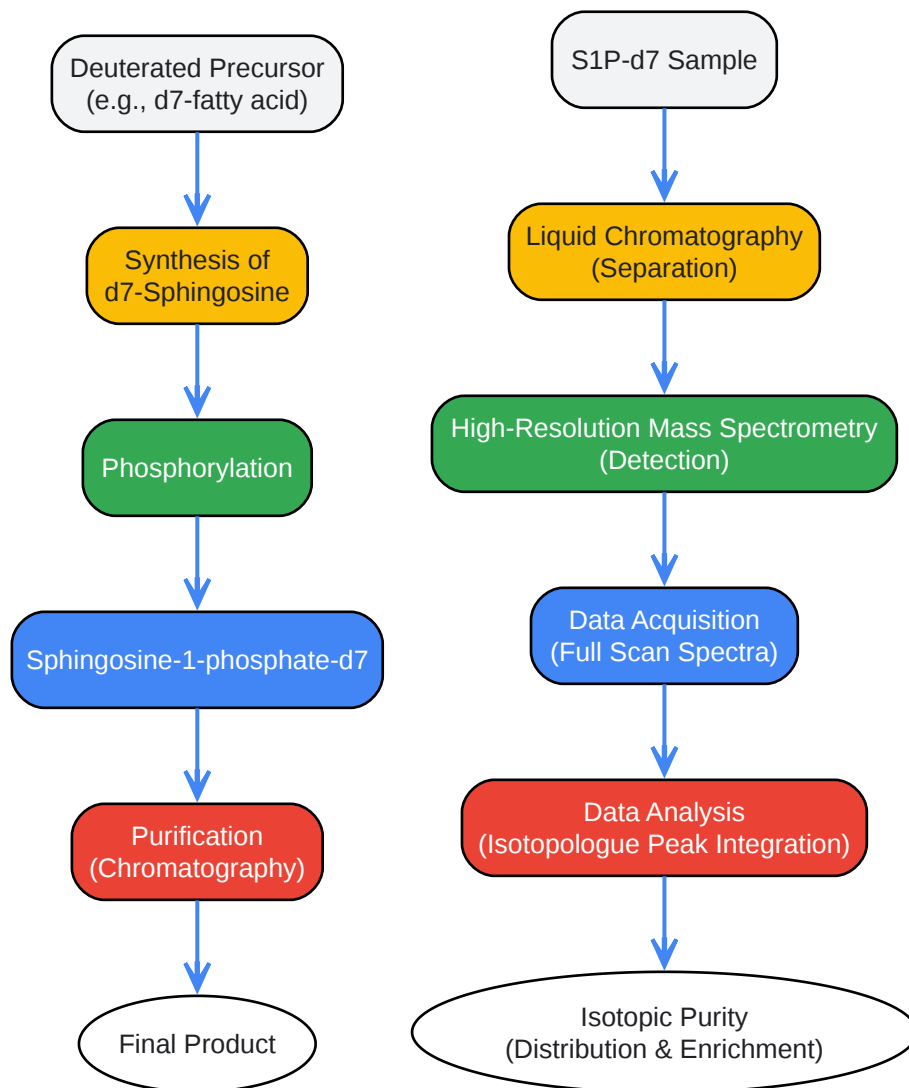 Deuterated Precursor
(e.g., d7-fatty acid)
Synthesis of
d7-Sphingosine
Phosphorylation
Sphingosine-1-phosphate-d7
Purification
(Chromatography)
Final Product
S1P-d7 Sample
Liquid Chromatography
(Separation)
High-Resolution Mass Spectrometry
(Detection)
Data Acquisition
(Full Scan Spectra)
Data Analysis
(Isotopologue Peak Integration)
Isotopic Purity
(Distribution & Enrichment)